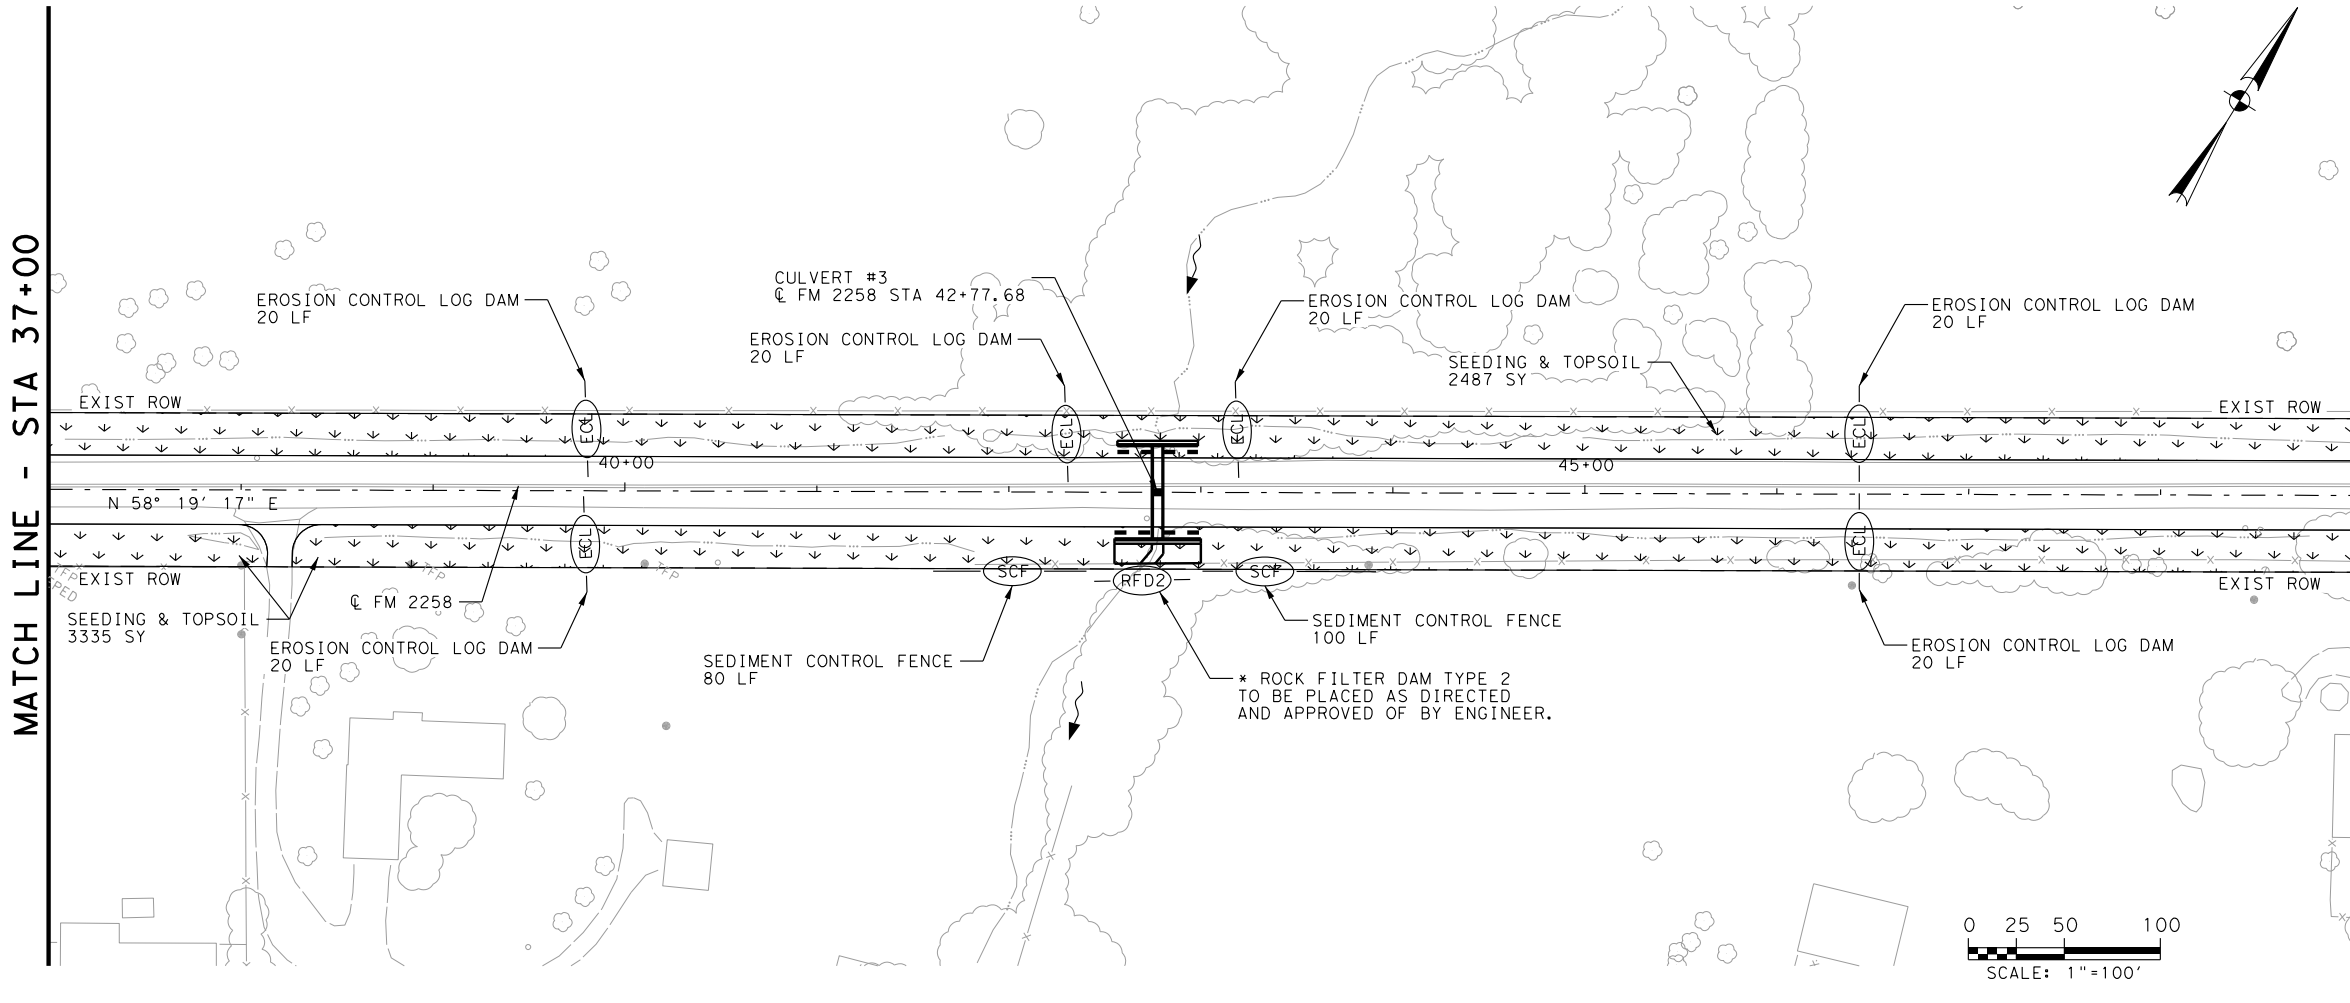 MATCH LINE - STA 37+00
CULVERT #3
℄ FM 2258 STA 42+77.68
EROSION CONTROL LOG DAM
20 LF
EROSION CONTROL LOG DAM
20 LF
EROSION CONTROL LOG DAM
20 LF
EROSION CONTROL LOG DAM
20 LF
SEEDING & TOPSOIL
2487 SY
EXIST ROW
EXIST ROW
ECL
ECL
ECL
ECL
40+00
45+00
N 58° 19' 17" E
ECL
ECL
TFP
TFP
TFP
SPED
EXIST ROW
SCF
RFD2
SCF
EXIST ROW
℄ FM 2258
SEEDING & TOPSOIL
3335 SY
EROSION CONTROL LOG DAM
20 LF
SEDIMENT CONTROL FENCE
80 LF
SEDIMENT CONTROL FENCE
100 LF
* ROCK FILTER DAM TYPE 2
TO BE PLACED AS DIRECTED
AND APPROVED OF BY ENGINEER.
EROSION CONTROL LOG DAM
20 LF
0 25 50 100
SCALE: 1"=100'